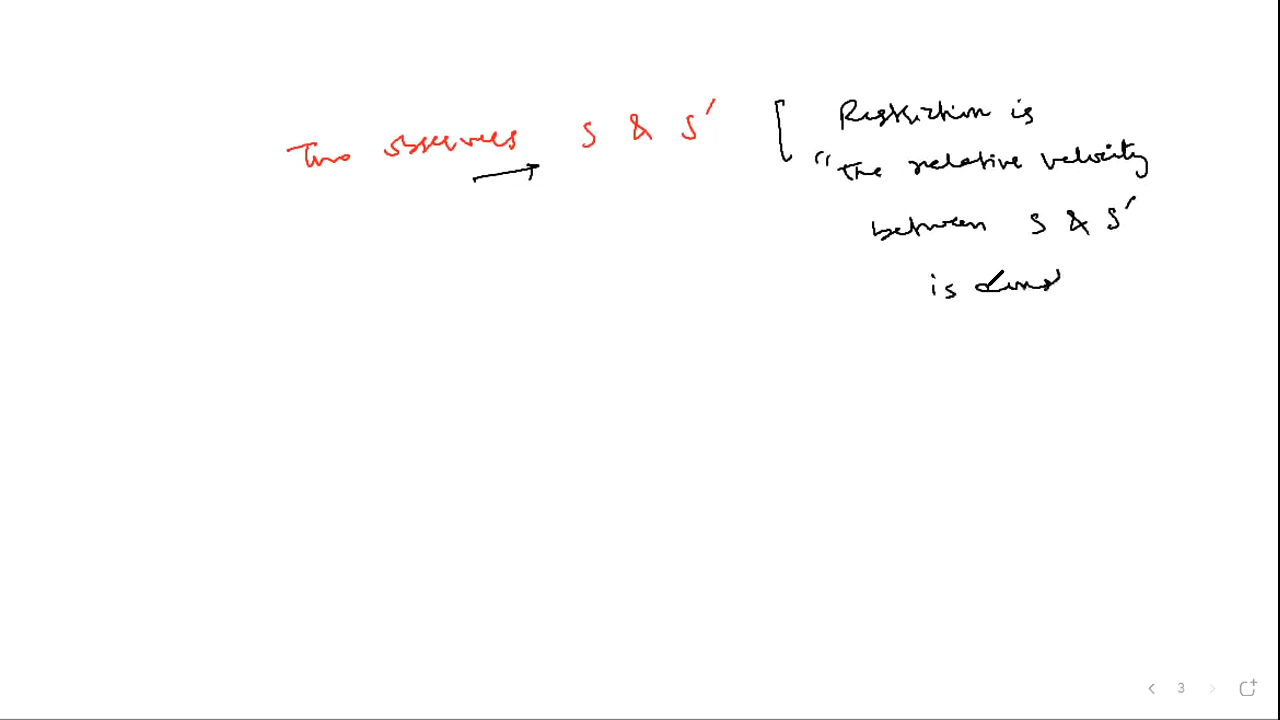 Two observers S & S'
[ Restriction is
"The relative velocity
between S & S'
is
3